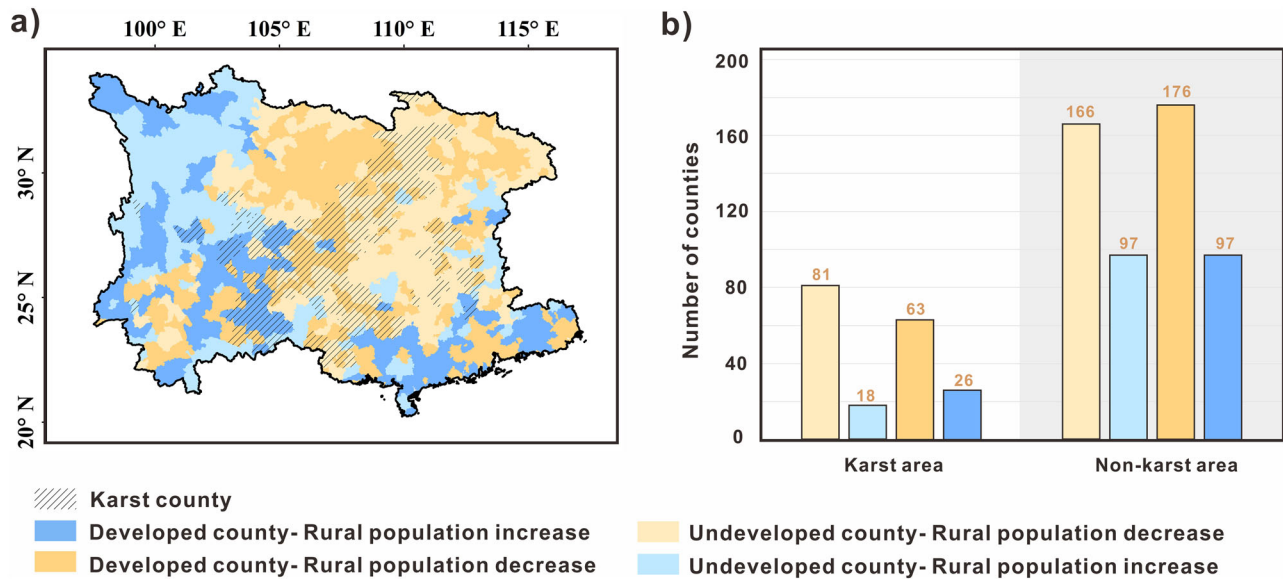 a)
100° E 105° E 110° E 115° E
30° N
25° N
20° N
b)
Number of counties
200
160
120
80
40
0
81
18
63
26
166
97
176
97
Karst area
Non-karst area
Karst county
Developed county- Rural population increase
Developed county- Rural population decrease
Undeveloped county- Rural population decrease
Undeveloped county- Rural population increase